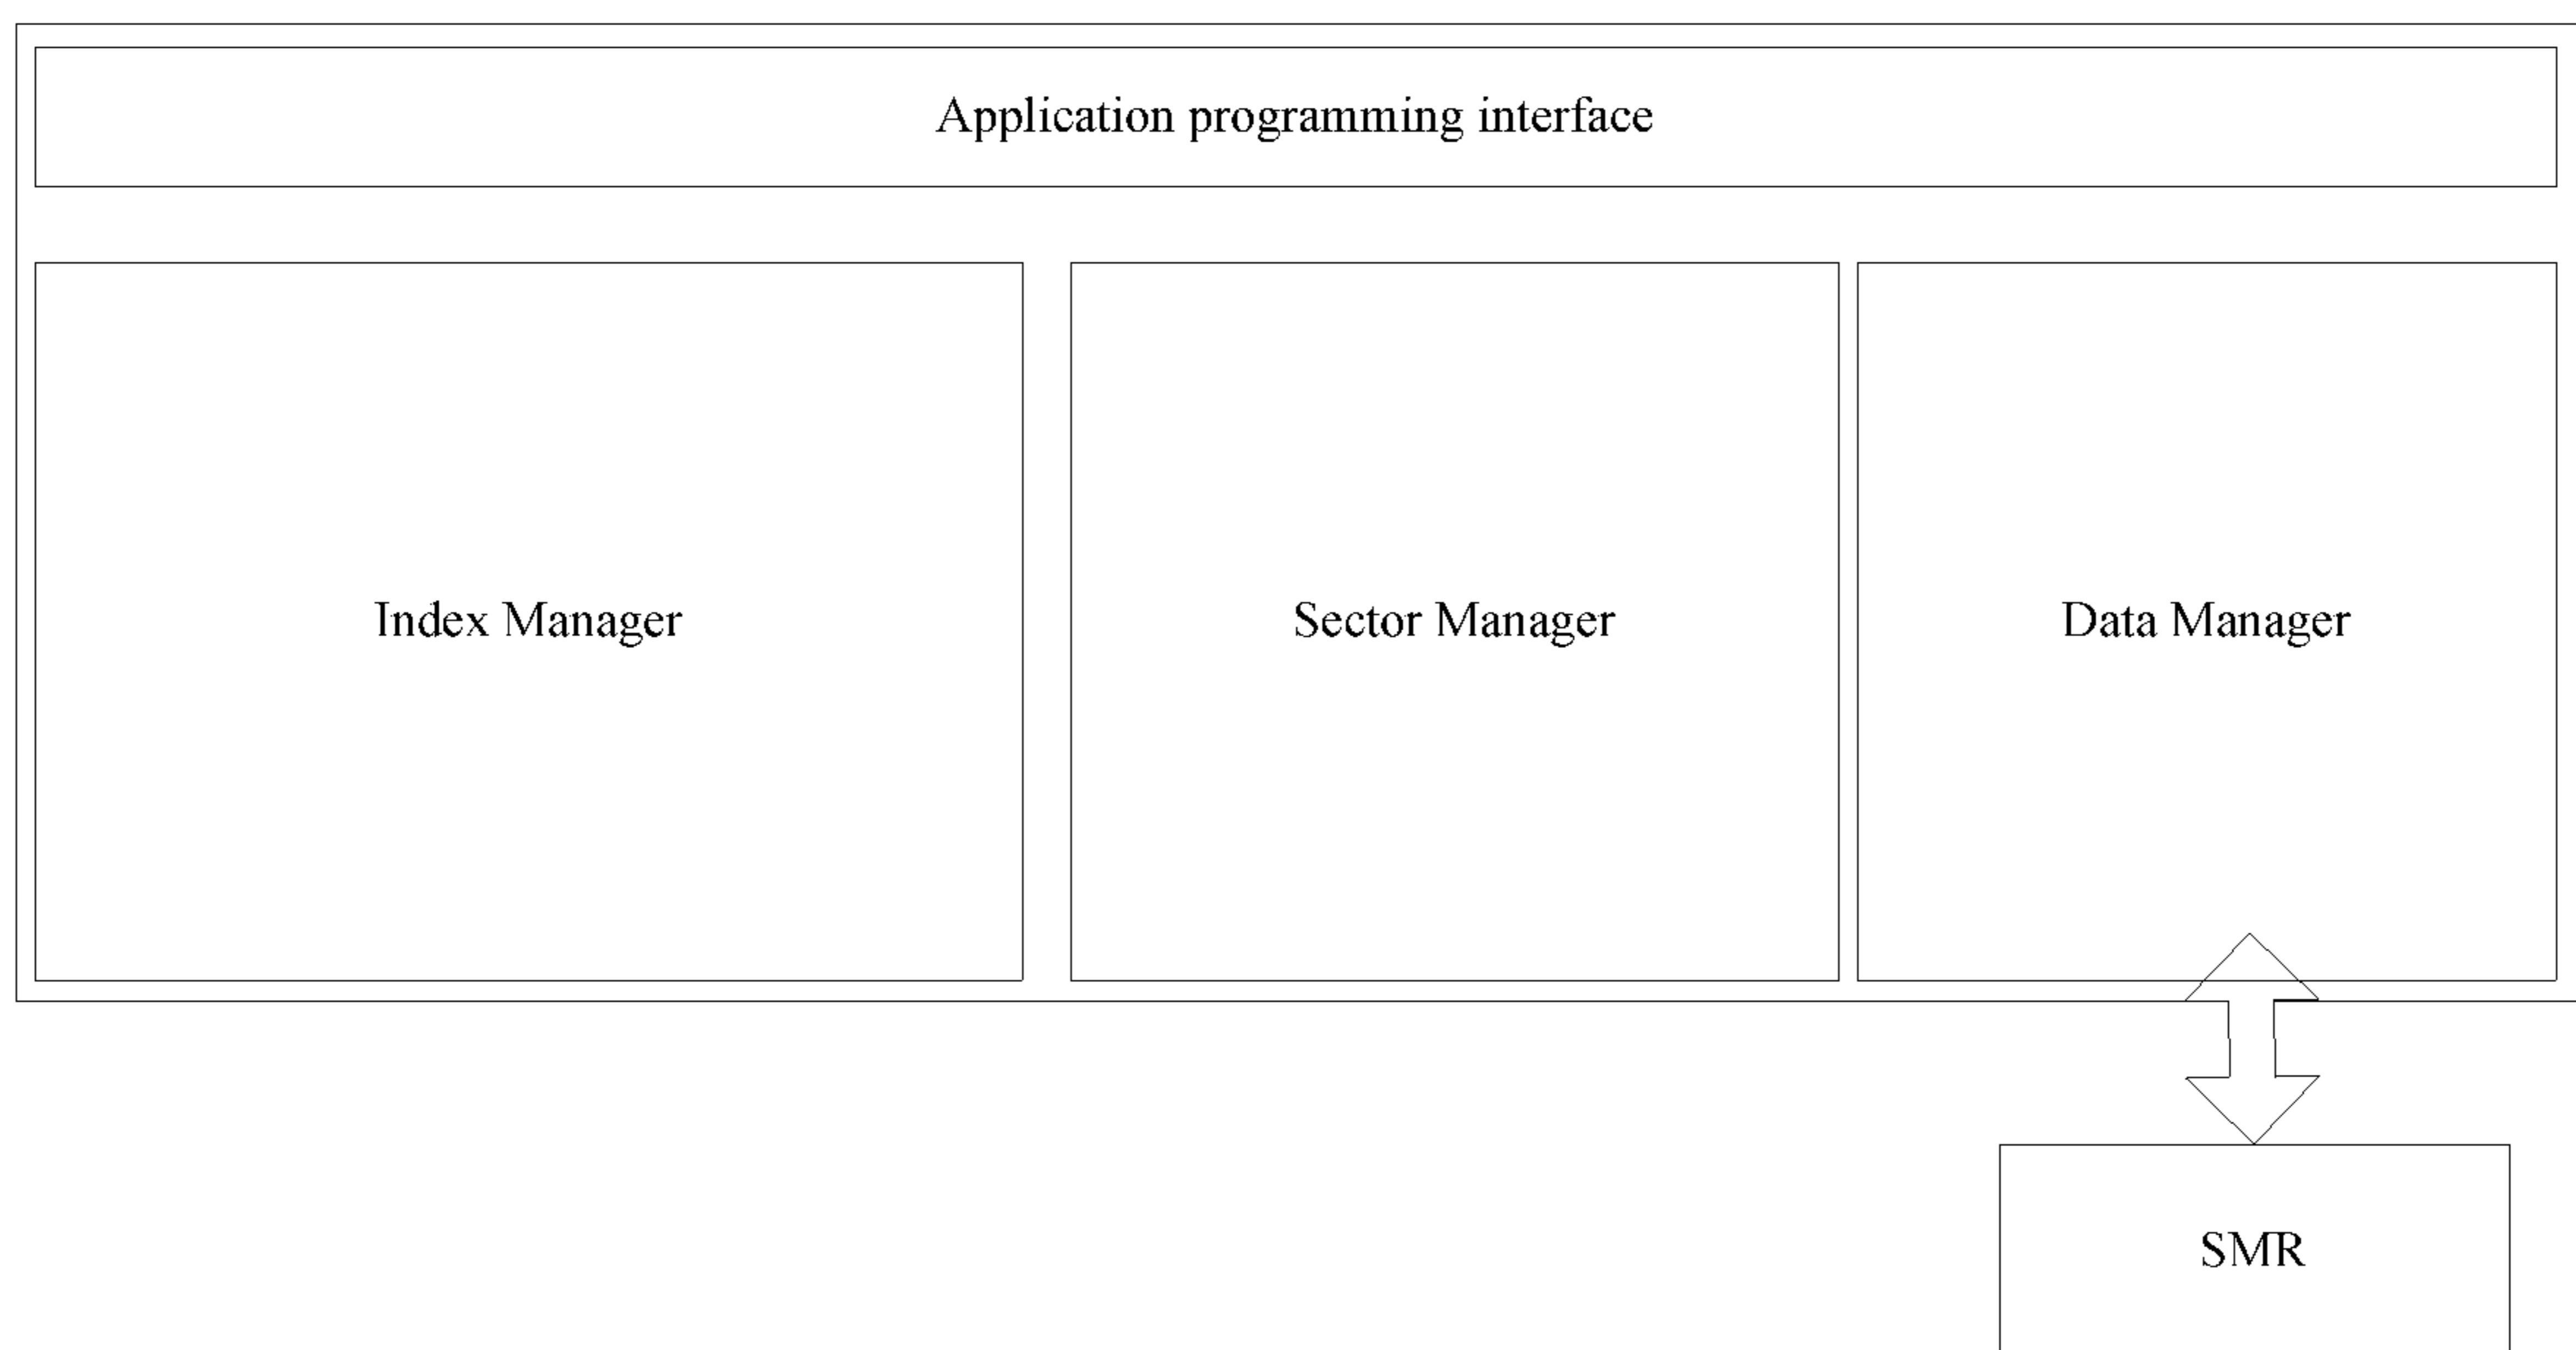 Application programming interface
Index Manager
Sector Manager
Data Manager
SMR